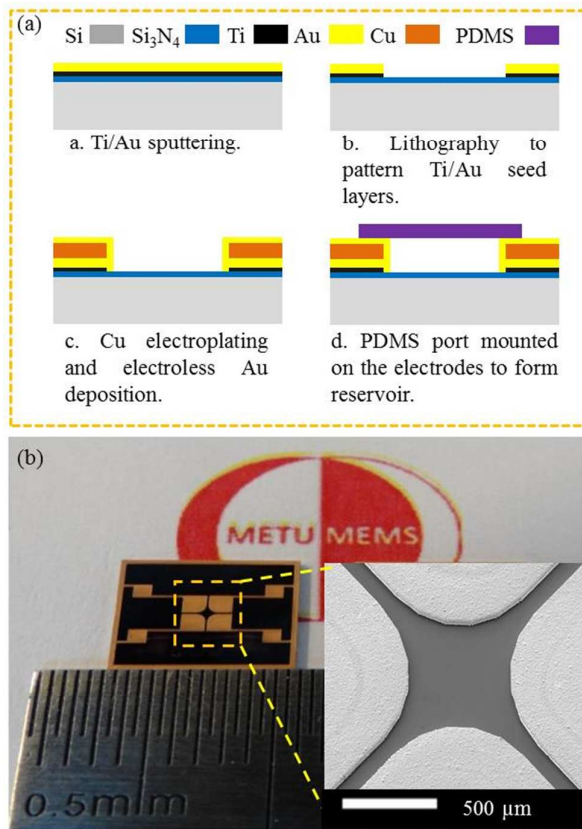 (a)
Si Si₃N₄ Ti Au Cu PDMS
a. Ti/Au sputtering.
b. Lithography to
pattern Ti/Au seed
layers.
c. Cu electroplating
and electroless Au
deposition.
d. PDMS port mounted
on the electrodes to form
reservoir.
(b)
METU MEMS
0.5mm
500 µm